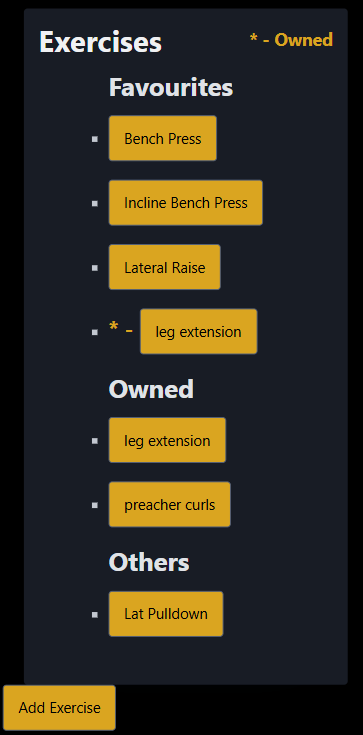 Exercises
* - Owned
Favourites
Bench Press
Incline Bench Press
Lateral Raise
* - leg extension
Owned
leg extension
preacher curls
Others
Lat Pulldown
Add Exercise